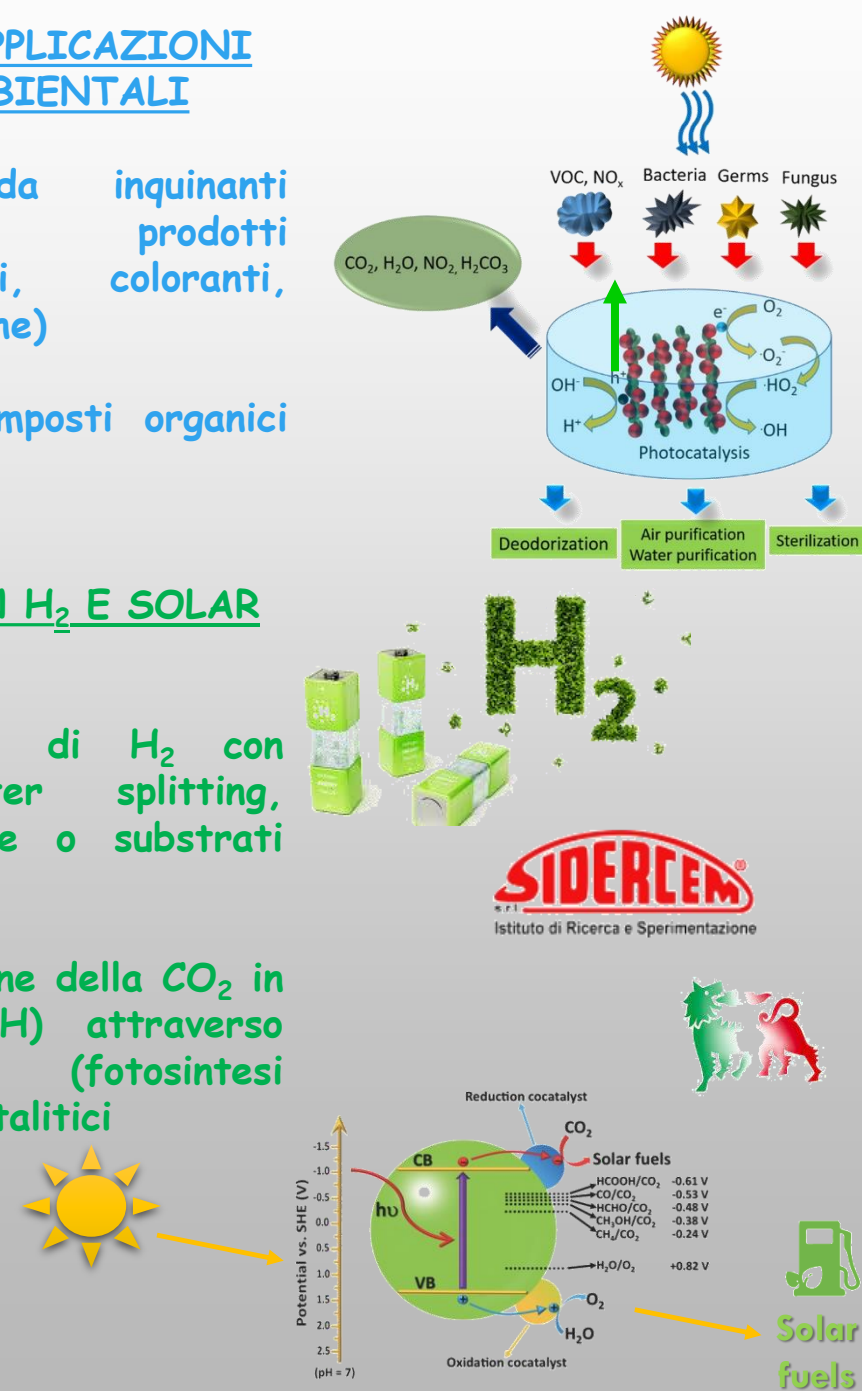 PPLICAZIONI
BIENTALI
da inquinanti
prodotti
i, coloranti,
ne)
mposti organici
VOC, NOₓ Bacteria Germs Fungus
CO₂, H₂O, NO₂, H₂CO₃
e⁻ O₂
·O₂⁻
OH⁻ h⁺ ·HO₂
H⁺ ·OH
Photocatalysis
Deodorization
Air purification
Water purification
Sterilization
H₂ E SOLAR
H₂
di H₂ con
ter splitting,
e o substrati
SIDERCEM®
s.r.l.
Istituto di Ricerca e Sperimentazione
ne della CO₂ in
H) attraverso
(fotosintesi
talitici
Reduction cocatalyst
CO₂
Solar fuels
CB
hυ
HCOOH/CO₂ -0.61 V
CO/CO₂ -0.53 V
HCHO/CO₂ -0.48 V
CH₃OH/CO₂ -0.38 V
CH₄/CO₂ -0.24 V
H₂O/O₂ +0.82 V
VB
O₂
H₂O
Oxidation cocatalyst
Potential vs. SHE (V)
-1.5
-1.0
-0.5
0.0
0.5
1.0
1.5
2.0
2.5
(pH = 7)
Solar
fuels